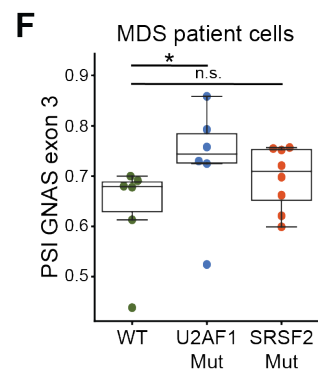 F
MDS patient cells
*
n.s.
PSI GNAS exon 3
0.9
0.8
0.7
0.6
0.5
WT
U2AF1
Mut
SRSF2
Mut